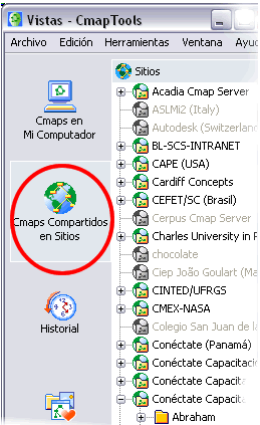 Vistas - CmapTools
Archivo Edición Herramientas Ventana Ayu
Cmaps en
Mi Computador
Cmaps Compartidos
en Sitios
Historial
Sitios
Acadia Cmap Server
ASLMi2 (Italy)
Autodesk (Switzerlan
BL-SCS-INTRANET
CAPE (USA)
Cardiff Concepts
CEFET/SC (Brasil)
Cerpus Cmap Server
Charles University in P
chocolate
Ciep João Goulart (Ma
CINTED/UFRGS
CMEX-NASA
Colegio San Juan de l
Conéctate (Panamá)
Conéctate Capacitaci
Conéctate Capacit
Conéctate Capacit
Abraham